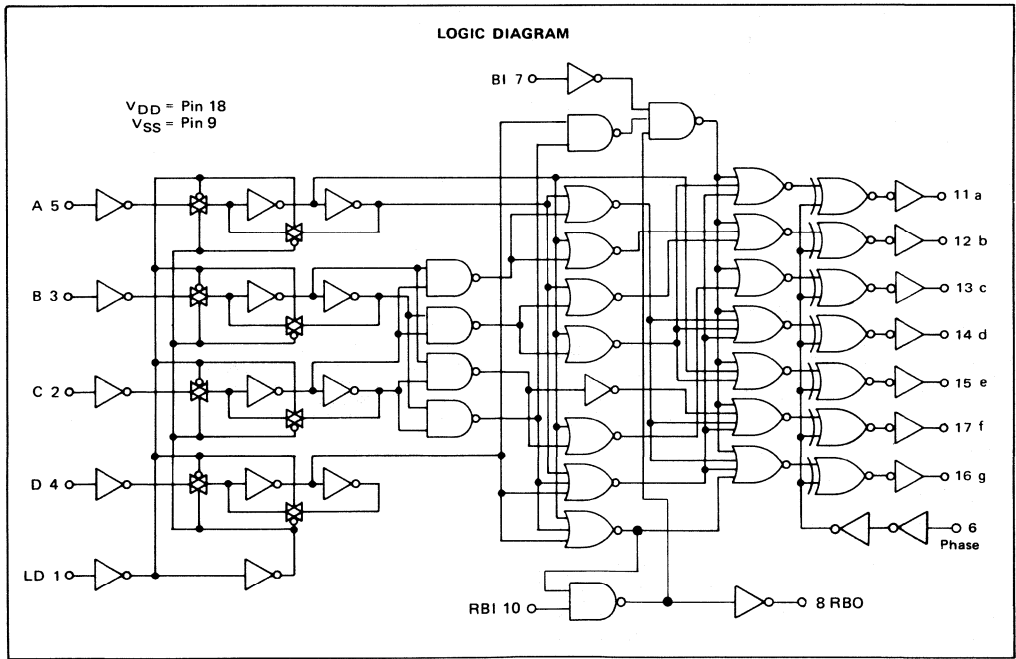 LOGIC DIAGRAM
BI 7
VDD = Pin 18
VSS = Pin 9
A 5
11 a
12 b
B 3
13 c
14 d
C 2
15 e
17 f
D 4
16 g
6
Phase
LD 1
RBI 10
8 RBO